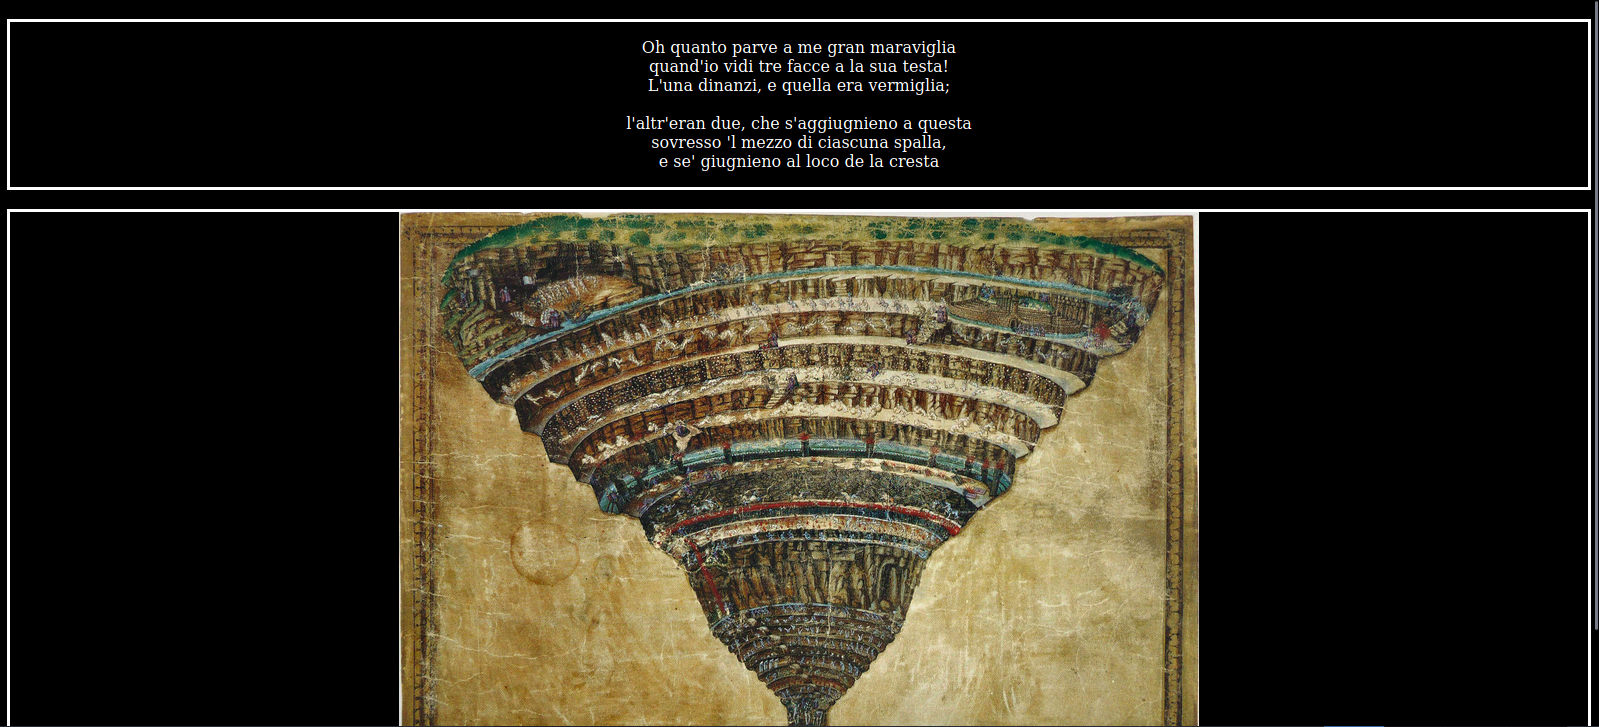 Oh quanto parve a me gran maraviglia
quand'io vidi tre facce a la sua testa!
L'una dinanzi, e quella era vermiglia;
l'altr'eran due, che s'aggiugnieno a questa
sovresso 'l mezzo di ciascuna spalla,
e se' giugnieno al loco de la cresta